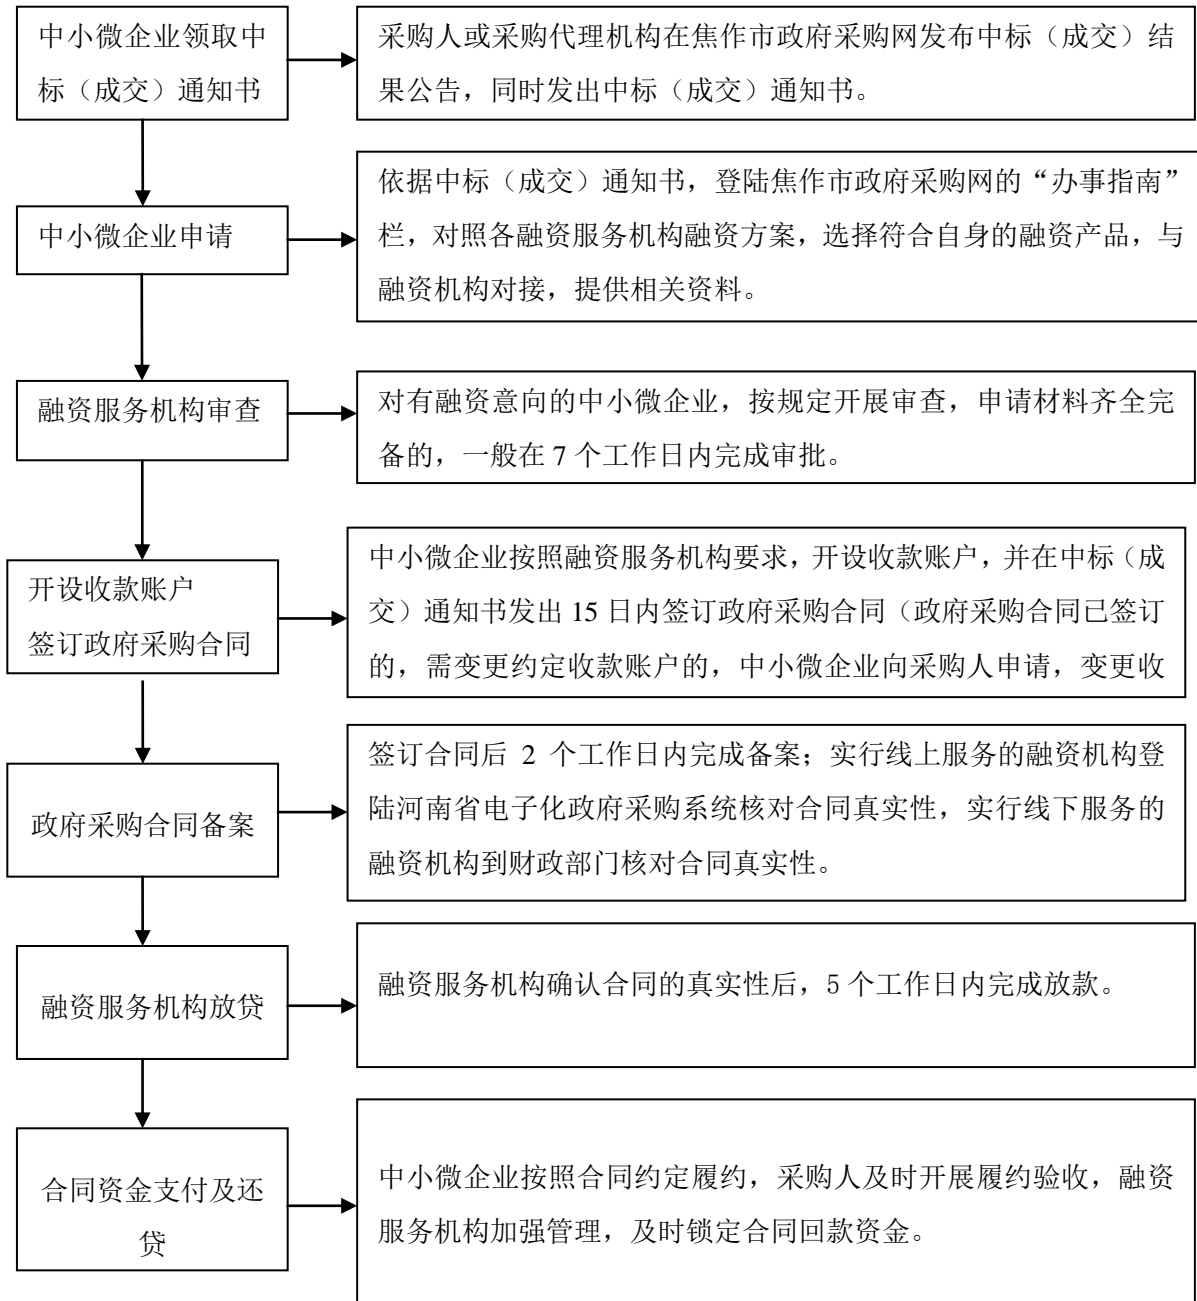 中小微企业领取中
标（成交）通知书
采购人或采购代理机构在焦作市政府采购网发布中标（成交）结
果公告，同时发出中标（成交）通知书。
中小微企业申请
依据中标（成交）通知书，登陆焦作市政府采购网的“办事指南”
栏，对照各融资服务机构融资方案，选择符合自身的融资产品，与
融资机构对接，提供相关资料。
融资服务机构审查
对有融资意向的中小微企业，按规定开展审查，申请材料齐全完
备的，一般在 7 个工作日内完成审批。
开设收款账户
签订政府采购合同
中小微企业按照融资服务机构要求，开设收款账户，并在中标（成
交）通知书发出 15 日内签订政府采购合同（政府采购合同已签订
的，需变更约定收款账户的，中小微企业向采购人申请，变更收
政府采购合同备案
签订合同后 2 个工作日内完成备案；实行线上服务的融资机构登
陆河南省电子化政府采购系统核对合同真实性，实行线下服务的
融资机构到财政部门核对合同真实性。
融资服务机构放贷
融资服务机构确认合同的真实性后，5 个工作日内完成放款。
合同资金支付及还
贷
中小微企业按照合同约定履约，采购人及时开展履约验收，融资
服务机构加强管理，及时锁定合同回款资金。